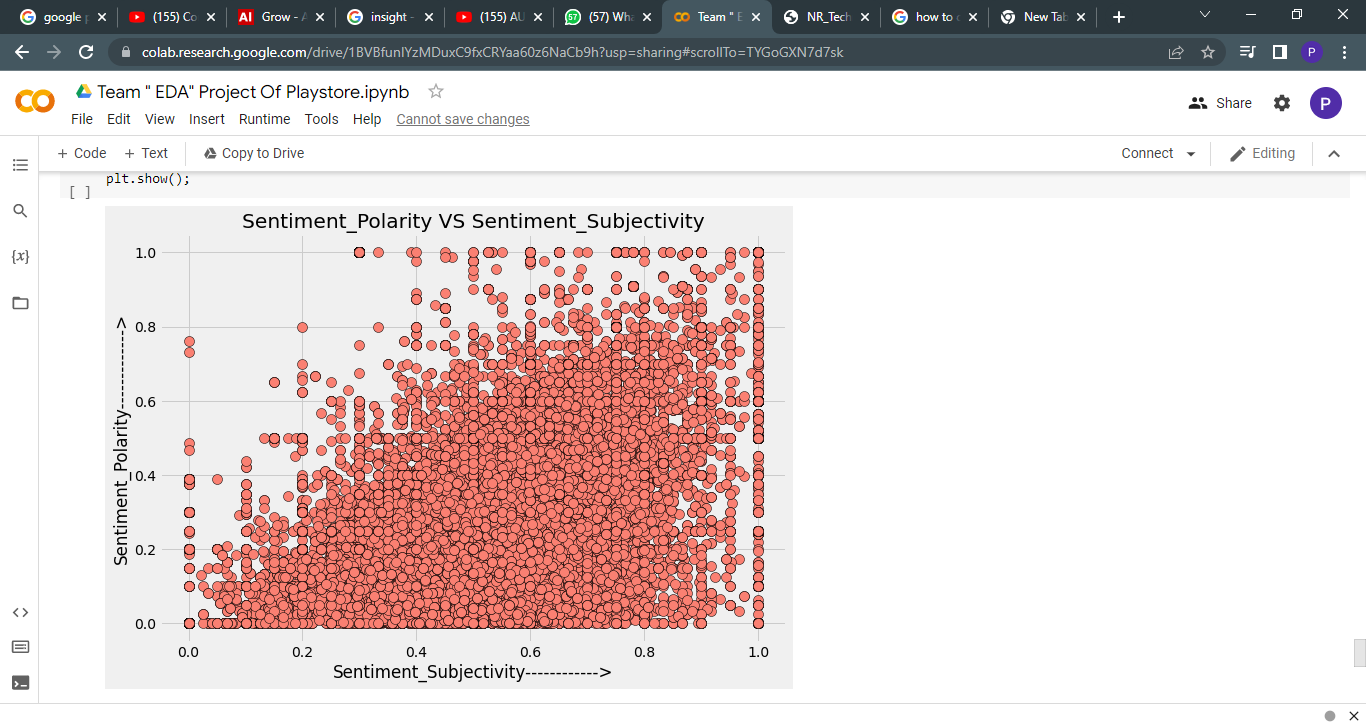 google p
(155) Co
Grow - A
insight -
(155) AU
57
(57) Wha
Team " E
NR_Tech
how to c
New Tab
colab.research.google.com/drive/1BVBfunIYzMDuxC9fxCRYaa60z6NaCb9h?usp=sharing#scrollTo=TYGoGXN7d7sk
P
Team " EDA" Project Of Playstore.ipynb
Share
P
File Edit View Insert Runtime Tools Help Cannot save changes
+ Code + Text Copy to Drive Connect Editing
plt.show();
[ ]
{x}
Sentiment_Polarity VS Sentiment_Subjectivity
1.0
0.8
0.6
0.4
0.2
0.0
Sentiment_Polarity------------->
0.0 0.2 0.4 0.6 0.8 1.0
Sentiment_Subjectivity------------>